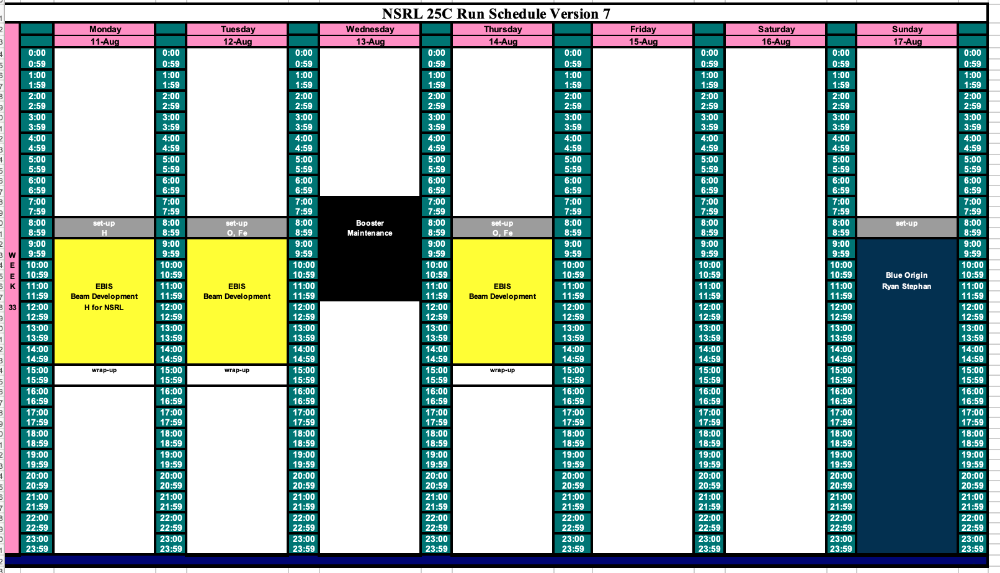 NSRL 25C Run Schedule Version 7
Monday Tuesday Wednesday Thursday Friday Saturday Sunday
11-Aug 12-Aug 13-Aug 14-Aug 15-Aug 16-Aug 17-Aug
0:00 0:00 0:00 0:00 0:00 0:00 0:00 0:00
0:59 0:59 0:59 0:59 0:59 0:59 0:59 0:59
1:00 1:00 1:00 1:00 1:00 1:00 1:00 1:00
1:59 1:59 1:59 1:59 1:59 1:59 1:59 1:59
2:00 2:00 2:00 2:00 2:00 2:00 2:00 2:00
2:59 2:59 2:59 2:59 2:59 2:59 2:59 2:59
3:00 3:00 3:00 3:00 3:00 3:00 3:00 3:00
3:59 3:59 3:59 3:59 3:59 3:59 3:59 3:59
4:00 4:00 4:00 4:00 4:00 4:00 4:00 4:00
4:59 4:59 4:59 4:59 4:59 4:59 4:59 4:59
5:00 5:00 5:00 5:00 5:00 5:00 5:00 5:00
5:59 5:59 5:59 5:59 5:59 5:59 5:59 5:59
6:00 6:00 6:00 6:00 6:00 6:00 6:00 6:00
6:59 6:59 6:59 6:59 6:59 6:59 6:59 6:59
7:00 7:00 7:00 7:00 7:00 7:00 7:00 7:00
7:59 7:59 7:59 7:59 7:59 7:59 7:59 7:59
8:00 set-up 8:00 set-up 8:00 Booster 8:00 set-up 8:00 8:00 8:00 set-up 8:00
8:59 H 8:59 O, Fe 8:59 Maintenance 8:59 O, Fe 8:59 8:59 8:59 8:59
9:00 9:00 9:00 9:00 9:00 9:00 9:00 9:00
W 9:59 9:59 9:59 9:59 9:59 9:59 9:59 9:59
E 10:00 10:00 10:00 10:00 10:00 10:00 10:00 10:00
E 10:59 10:59 10:59 10:59 10:59 10:59 10:59 Blue Origin 10:59
K 11:00 EBIS 11:00 EBIS 11:00 11:00 EBIS 11:00 11:00 11:00 Ryan Stephan 11:00
11:59 Beam Development 11:59 Beam Development 11:59 11:59 Beam Development 11:59 11:59 11:59 11:59
33 12:00 H for NSRL 12:00 12:00 12:00 12:00 12:00 12:00 12:00
12:59 12:59 12:59 12:59 12:59 12:59 12:59 12:59
13:00 13:00 13:00 13:00 13:00 13:00 13:00 13:00
13:59 13:59 13:59 13:59 13:59 13:59 13:59 13:59
14:00 14:00 14:00 14:00 14:00 14:00 14:00 14:00
14:59 14:59 14:59 14:59 14:59 14:59 14:59 14:59
15:00 wrap-up 15:00 wrap-up 15:00 15:00 wrap-up 15:00 15:00 15:00 15:00
15:59 15:59 15:59 15:59 15:59 15:59 15:59 15:59
16:00 16:00 16:00 16:00 16:00 16:00 16:00 16:00
16:59 16:59 16:59 16:59 16:59 16:59 16:59 16:59
17:00 17:00 17:00 17:00 17:00 17:00 17:00 17:00
17:59 17:59 17:59 17:59 17:59 17:59 17:59 17:59
18:00 18:00 18:00 18:00 18:00 18:00 18:00 18:00
18:59 18:59 18:59 18:59 18:59 18:59 18:59 18:59
19:00 19:00 19:00 19:00 19:00 19:00 19:00 19:00
19:59 19:59 19:59 19:59 19:59 19:59 19:59 19:59
20:00 20:00 20:00 20:00 20:00 20:00 20:00 20:00
20:59 20:59 20:59 20:59 20:59 20:59 20:59 20:59
21:00 21:00 21:00 21:00 21:00 21:00 21:00 21:00
21:59 21:59 21:59 21:59 21:59 21:59 21:59 21:59
22:00 22:00 22:00 22:00 22:00 22:00 22:00 22:00
22:59 22:59 22:59 22:59 22:59 22:59 22:59 22:59
23:00 23:00 23:00 23:00 23:00 23:00 23:00 23:00
23:59 23:59 23:59 23:59 23:59 23:59 23:59 23:59